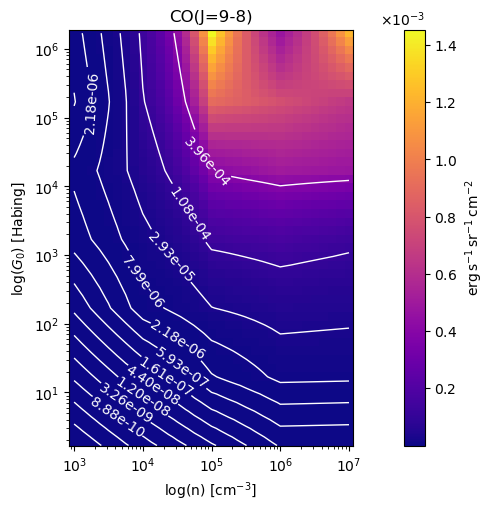 CO(J=9-8)
×10⁻³
10⁶
10⁵
10⁴
10³
10²
10¹
log(G₀) [Habing]
2.18e-06
3.96e-04
1.08e-04
2.93e-05
7.99e-06
2.18e-06
5.93e-07
1.61e-07
4.40e-08
1.20e-08
3.26e-09
8.88e-10
10³
10⁴
10⁵
10⁶
10⁷
log(n) [cm⁻³]
1.4
1.2
1.0
0.8
0.6
0.4
0.2
erg s⁻¹ sr⁻¹ cm⁻²